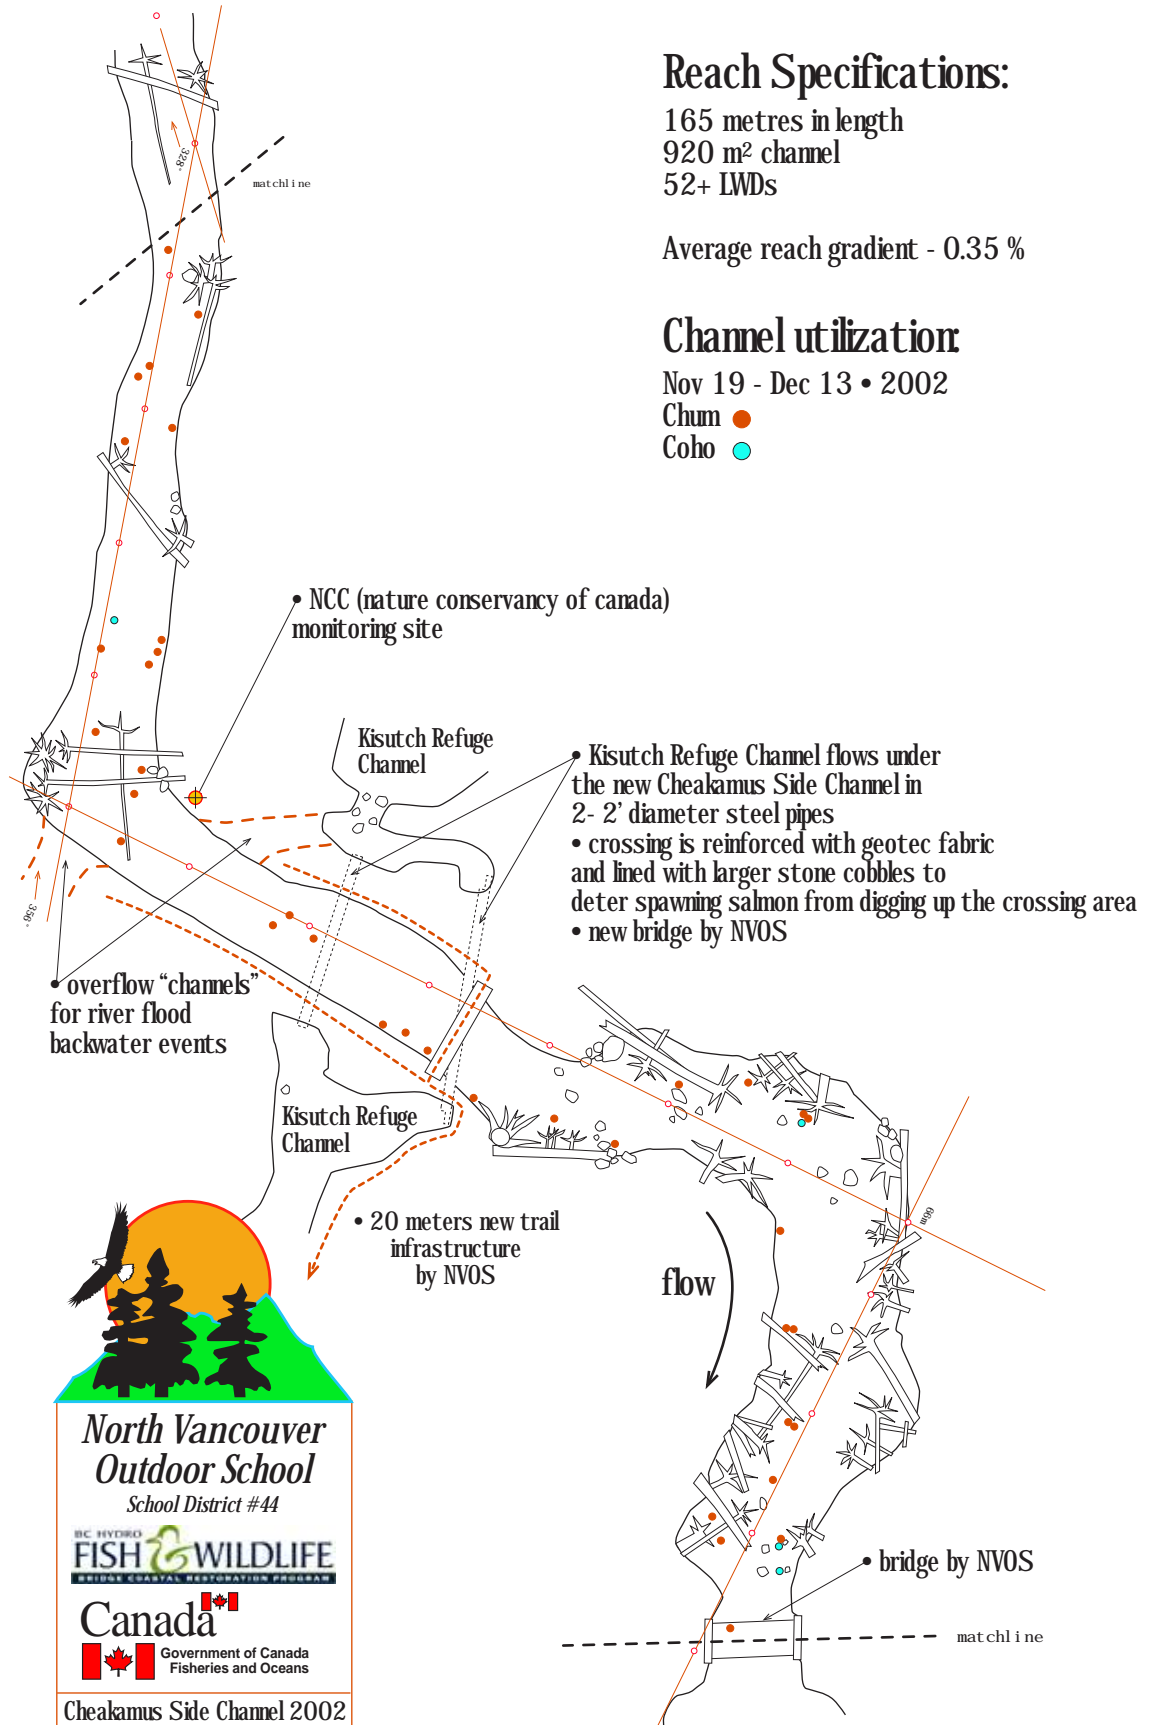 Reach Specifications:
165 metres in length
920 m² channel
52+ LWDs
Average reach gradient - 0.35 %
Channel utilization:
Nov 19 - Dec 13 • 2002
Chum
Coho
328°
matchline
• NCC (nature conservancy of canada)
monitoring site
Kisutch Refuge
Channel
• Kisutch Refuge Channel flows under
the new Cheakamus Side Channel in
2- 2' diameter steel pipes
• crossing is reinforced with geotec fabric
and lined with larger stone cobbles to
deter spawning salmon from digging up the crossing area
• new bridge by NVOS
356°
• overflow “channels”
for river flood
backwater events
Kisutch Refuge
Channel
• 20 meters new trail
infrastructure
by NVOS
99m
flow
• bridge by NVOS
matchline
North Vancouver
Outdoor School
School District #44
BC HYDRO
FISH & WILDLIFE
BRIDGE COASTAL RESTORATION PROGRAM
Canada
Government of Canada
Fisheries and Oceans
Cheakamus Side Channel 2002